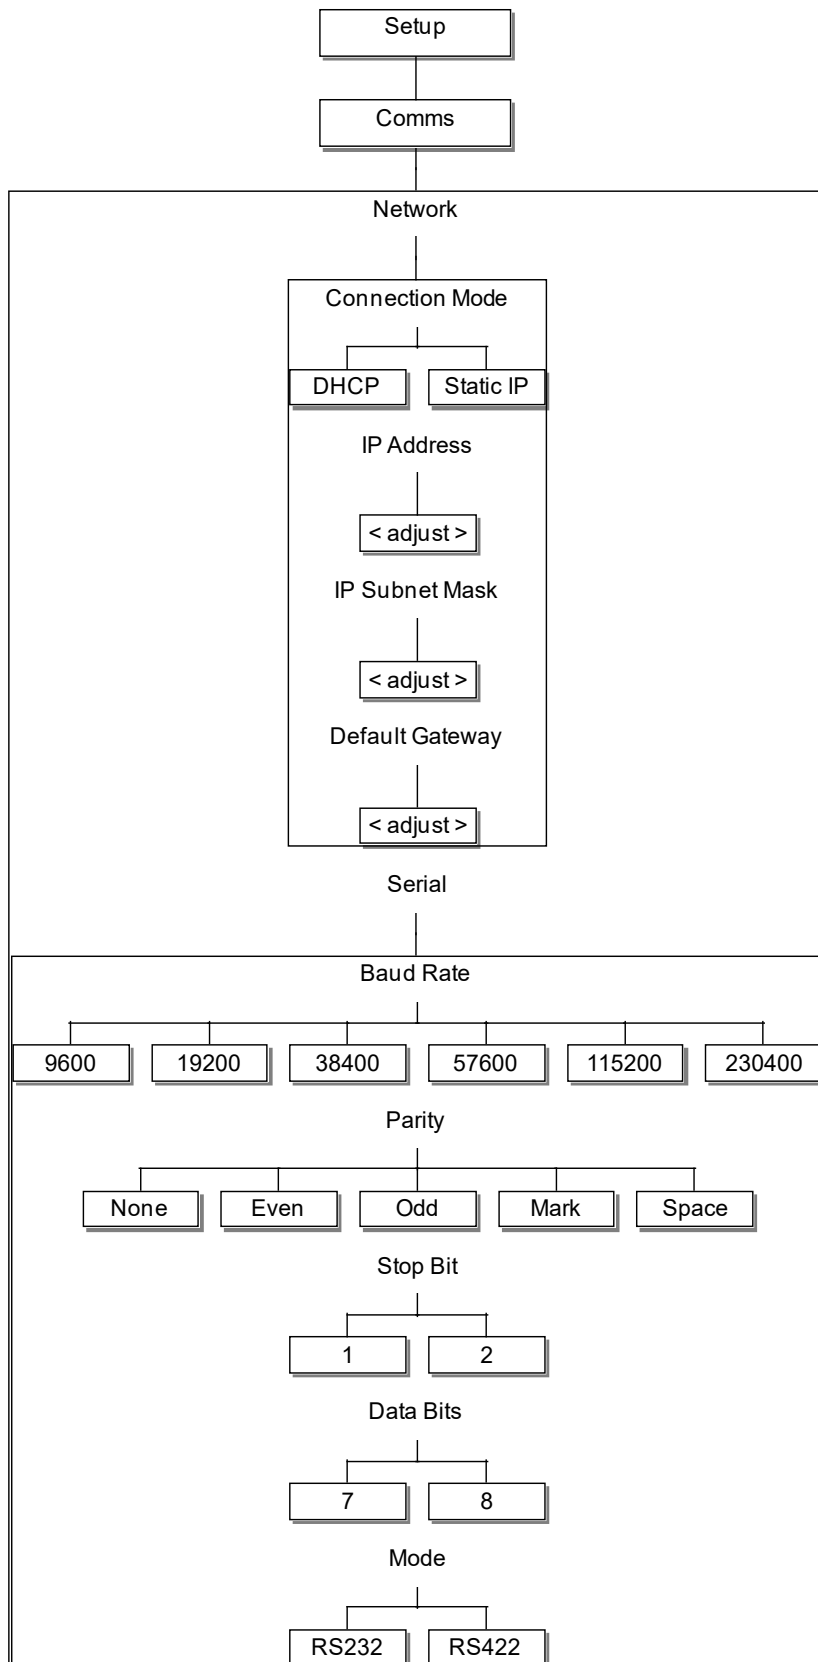 Setup
Comms
Network
Connection Mode
DHCP Static IP
IP Address
< adjust >
IP Subnet Mask
< adjust >
Default Gateway
< adjust >
Serial
Baud Rate
9600 19200 38400 57600 115200 230400
Parity
None Even Odd Mark Space
Stop Bit
1 2
Data Bits
7 8
Mode
RS232 RS422